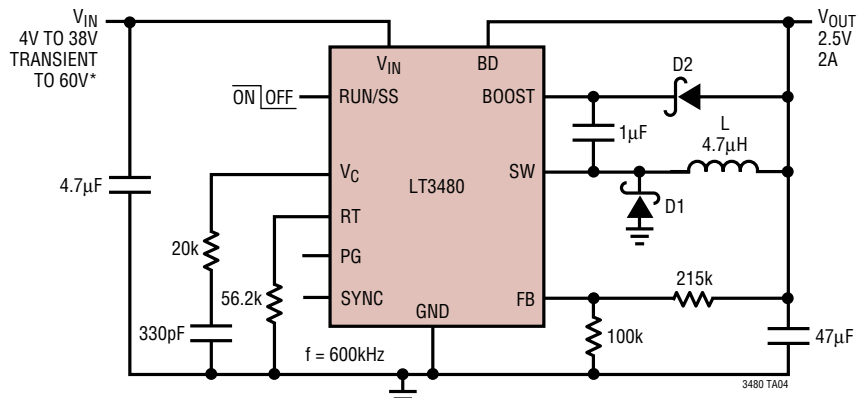 VIN
4V TO 38V
TRANSIENT
TO 60V*
VOUT
2.5V
2A
VIN
BD
D2
ON OFF
RUN/SS
BOOST
1µF
L
4.7µH
VC
SW
4.7µF
LT3480
RT
D1
20k
PG
215k
56.2k
SYNC
GND
FB
330pF
f = 600kHz
100k
47µF
3480 TA04